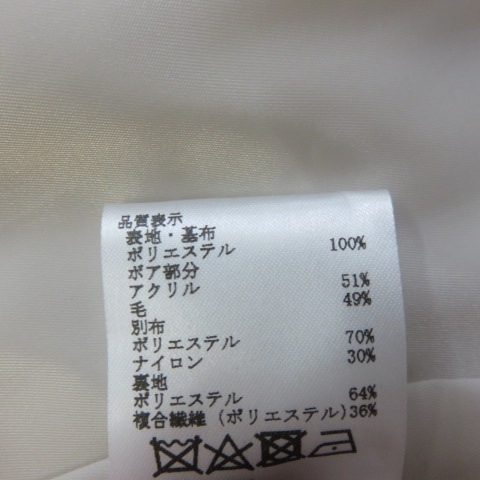 品質表示
表地・基布
ポリエステル 100%
ボア部分
アクリル 51%
毛 49%
別布
ポリエステル 70%
ナイロン 30%
裏地
ポリエステル 64%
複合繊維(ポリエステル)36%